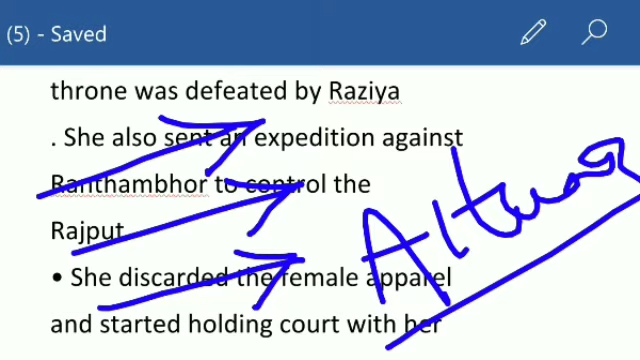 (5) - Saved
throne was defeated by Raziya
. She also sent an expedition against
Ranthambhor to control the
Rajput
• She discarded the female apparel
and started holding court with her